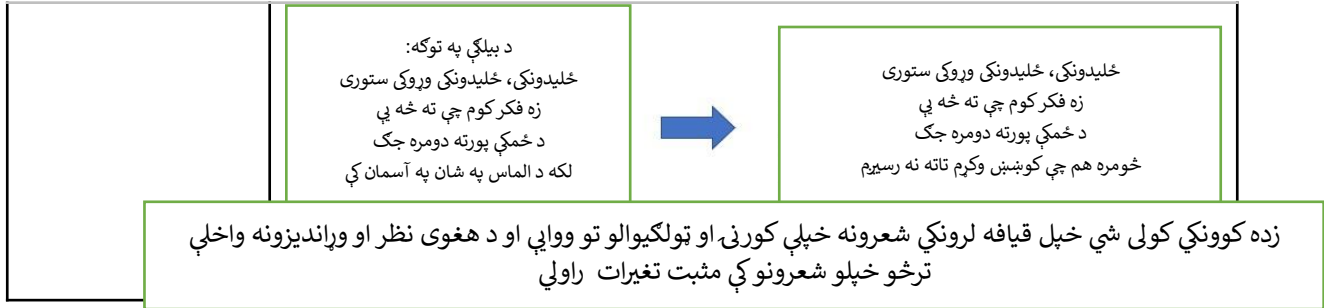 د بیلګې په توګه:
ځلیدونکی، ځلیدونکی وړوکی ستوری
زه فکر کوم چې ته څه یې
د ځمکې پورته دومره جګ
لکه د الماس په شان په آسمان کې
ځلیدونکی، ځلیدونکی وړوکی ستوری
زه فکر کوم چې ته څه یې
د ځمکې پورته دومره جګ
څومره هم چې کوښښ وکړم تاته نه رسیږم
زده کوونکي کولی شي خپل قیافه لرونکي شعرونه خپلې کورنۍ او ټولګیوالو تو ووایي او د هغوی نظر او وړاندیزونه واخلې
ترڅو خپلو شعرونو کې مثبت تغیرات راولي